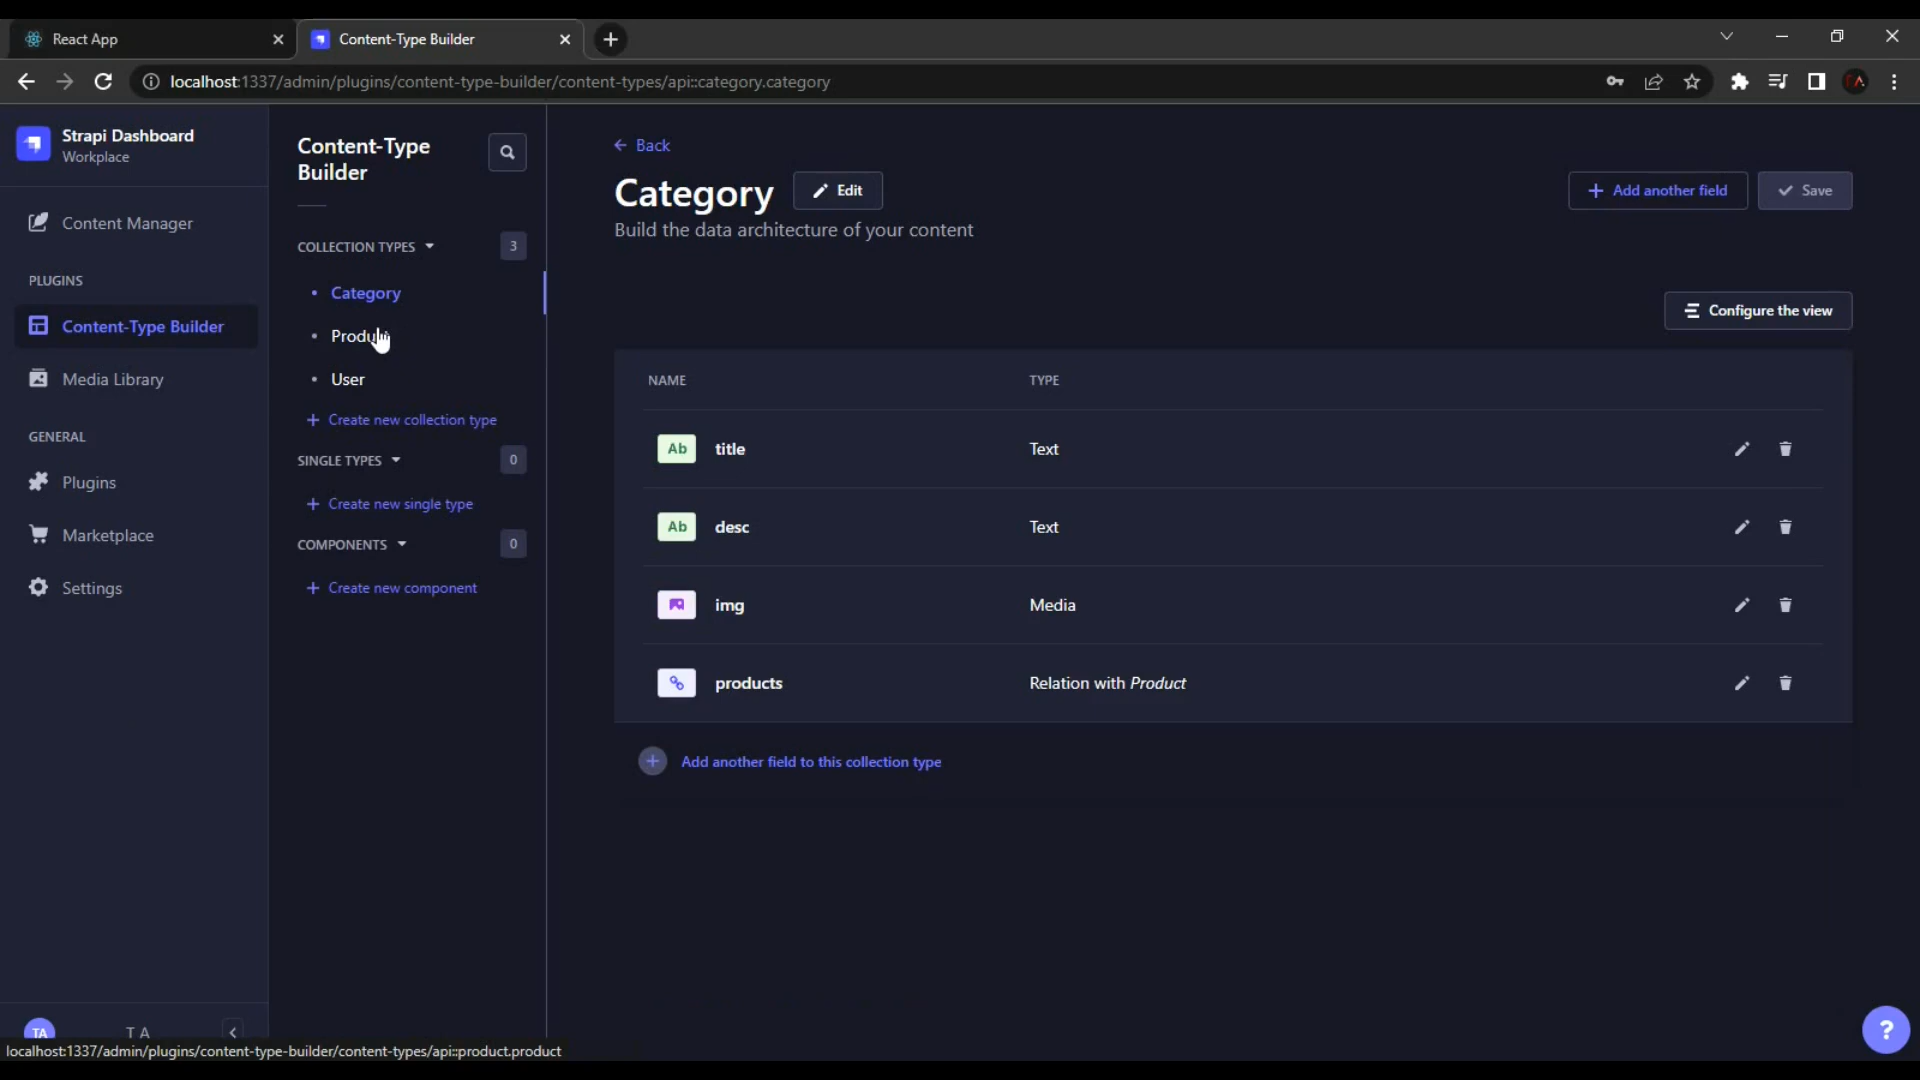 React App
Content-Type Builder
localhost:1337/admin/plugins/content-type-builder/content-types/api::category.category
Strapi Dashboard
Workplace
Content Manager
PLUGINS
Content-Type Builder
Media Library
GENERAL
Plugins
Marketplace
Settings
TA
T A
Content-Type
Builder
COLLECTION TYPES
3
Category
Product
User
+ Create new collection type
SINGLE TYPES
0
+ Create new single type
COMPONENTS
0
+ Create new component
← Back
Category
Edit
Build the data architecture of your content
+ Add another field
Save
Configure the view
NAME TYPE
Ab title Text
Ab desc Text
img Media
products Relation with Product
+ Add another field to this collection type
?
localhost:1337/admin/plugins/content-type-builder/content-types/api::product.product